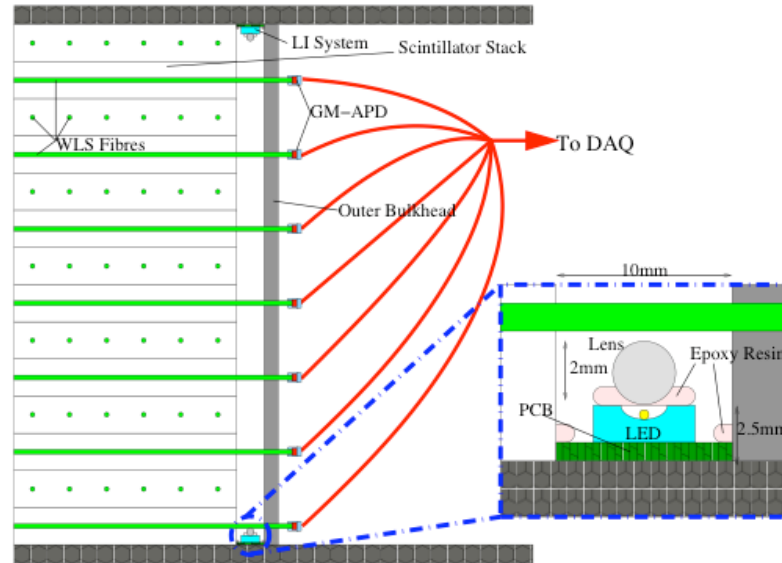 LI System
Scintillator Stack
GM-APD
To DAQ
WLS Fibres
Outer Bulkhead
10mm
Lens
Epoxy Resin
2mm
PCB
2.5mm
LED